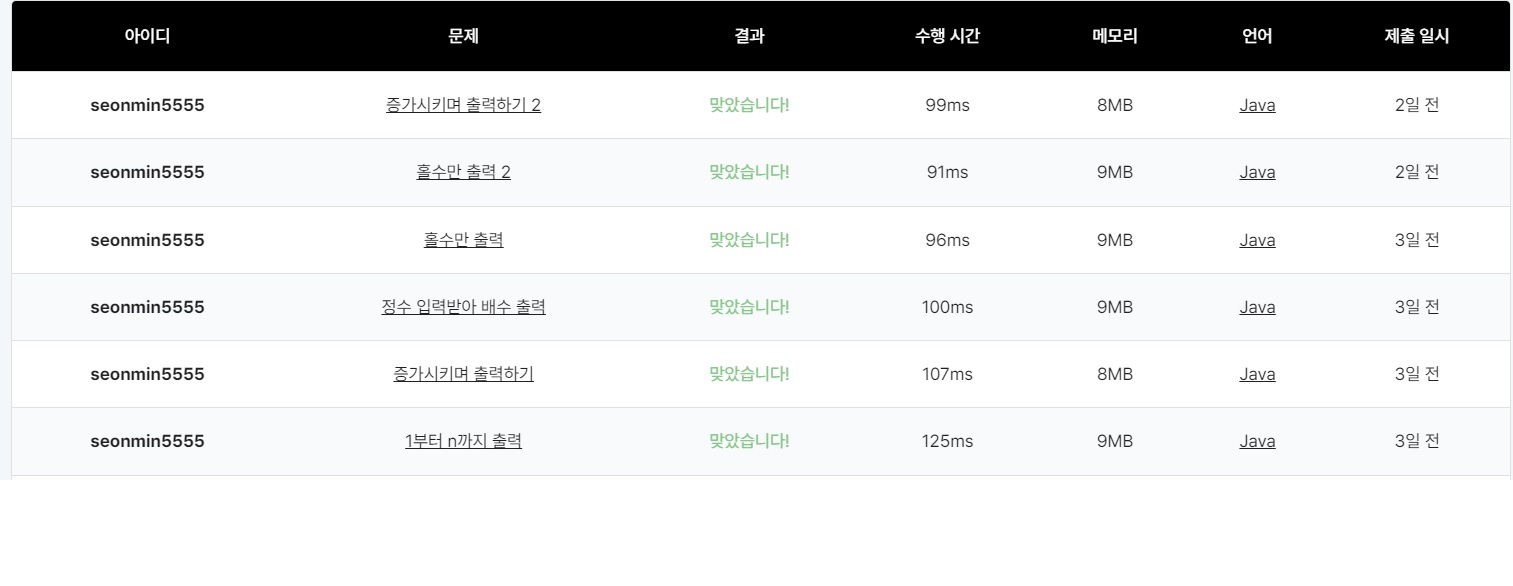 아이디 문제 결과 수행 시간 메모리 언어 제출 일시
seonmin5555 증가시키며 출력하기 2 맞았습니다! 99ms 8MB Java 2일 전
seonmin5555 홀수만 출력 2 맞았습니다! 91ms 9MB Java 2일 전
seonmin5555 홀수만 출력 맞았습니다! 96ms 9MB Java 3일 전
seonmin5555 정수 입력받아 배수 출력 맞았습니다! 100ms 9MB Java 3일 전
seonmin5555 증가시키며 출력하기 맞았습니다! 107ms 8MB Java 3일 전
seonmin5555 1부터 n까지 출력 맞았습니다! 125ms 9MB Java 3일 전